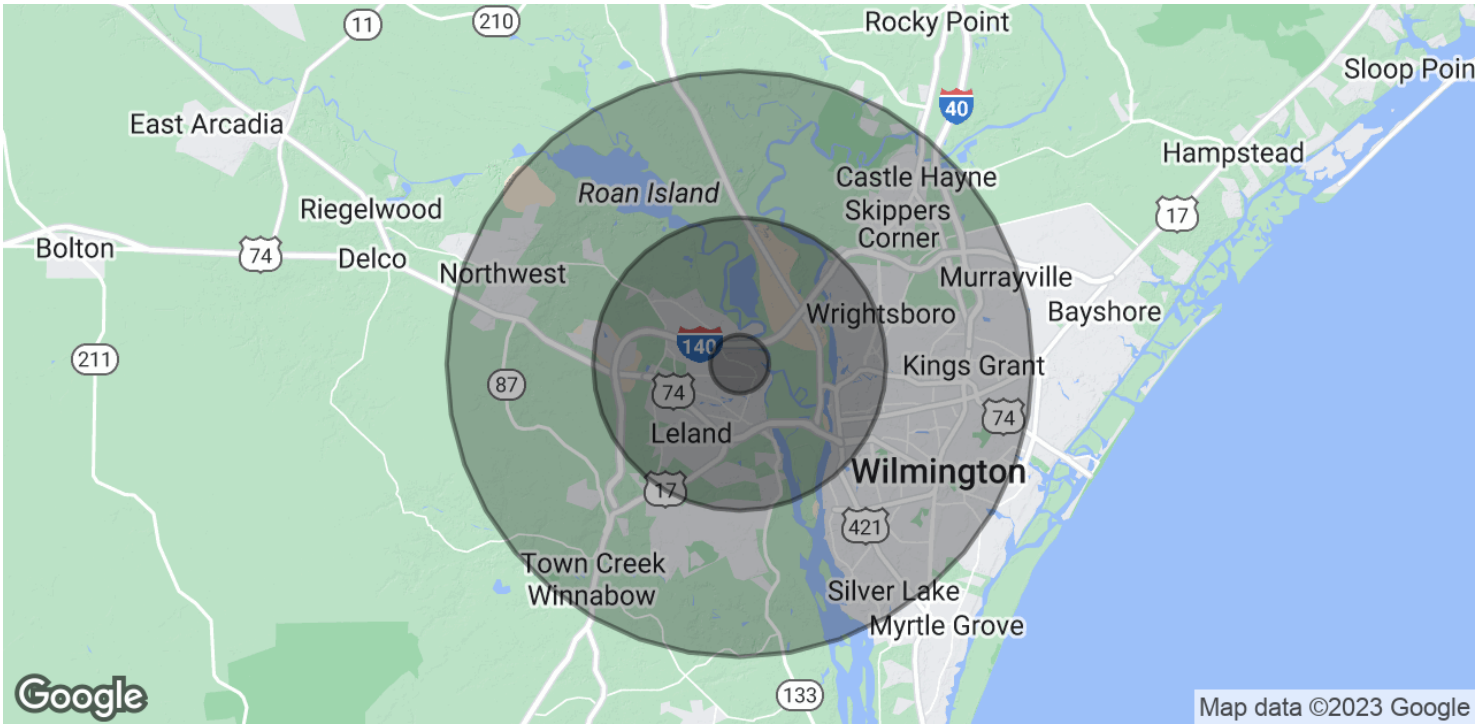 11
210
Rocky Point
Sloop Poin
40
East Arcadia
Hampstead
Castle Hayne
Roan Island
Riegelwood
Skippers
Corner
17
Bolton
74
Delco
Northwest
Murrayville
Wrightsboro
Bayshore
140
211
Kings Grant
87
74
74
Leland
Wilmington
17
421
Town Creek
Winnabow
Silver Lake
Myrtle Grove
Google
133
Map data ©2023 Google